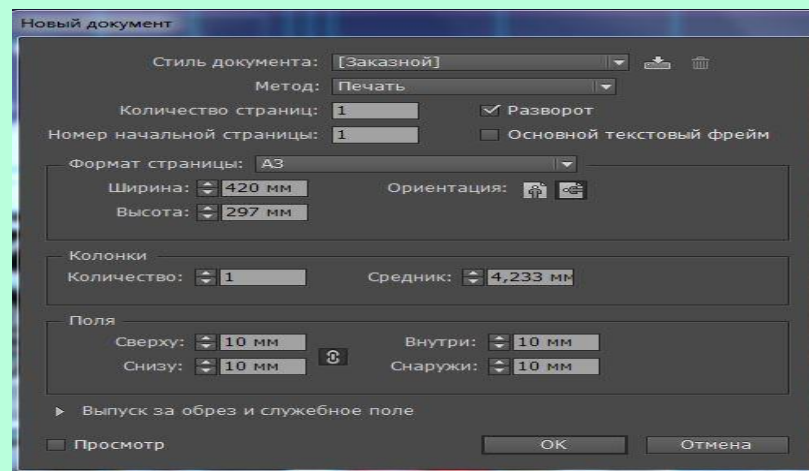 Новый документ
Стиль документа: [Заказной]
Метод: Печать
Количество страниц: 1 Разворот
Номер начальной страницы: 1 Основной текстовый фрейм
Формат страницы: A3
Ширина: 420 мм Ориентация:
Высота: 297 мм
Колонки
Количество: 1 Средник: 4,233 мм
Поля
Сверху: 10 мм Внутри: 10 мм
Снизу: 10 мм Снаружи: 10 мм
Выпуск за обрез и служебное поле
Просмотр OK Отмена